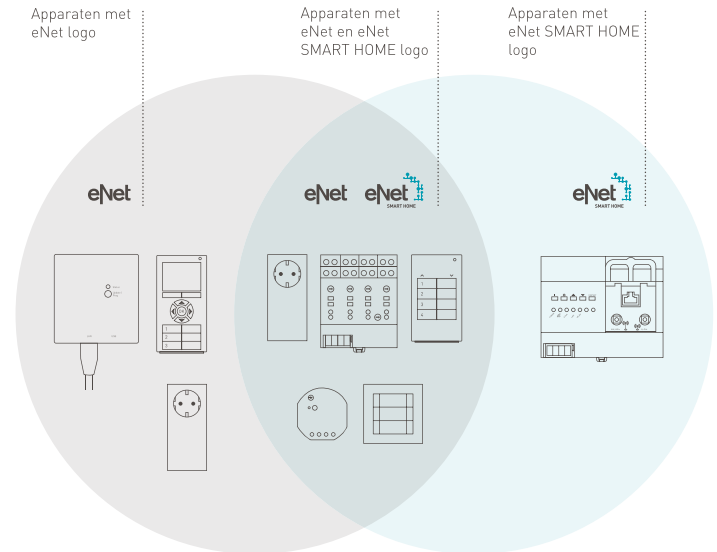 Apparaten met
eNet logo
Apparaten met
eNet en eNet
SMART HOME logo
Apparaten met
eNet SMART HOME
logo
eNet
eNet
eNet
SMART HOME
eNet
SMART HOME
1
2
3
1
2
3
4